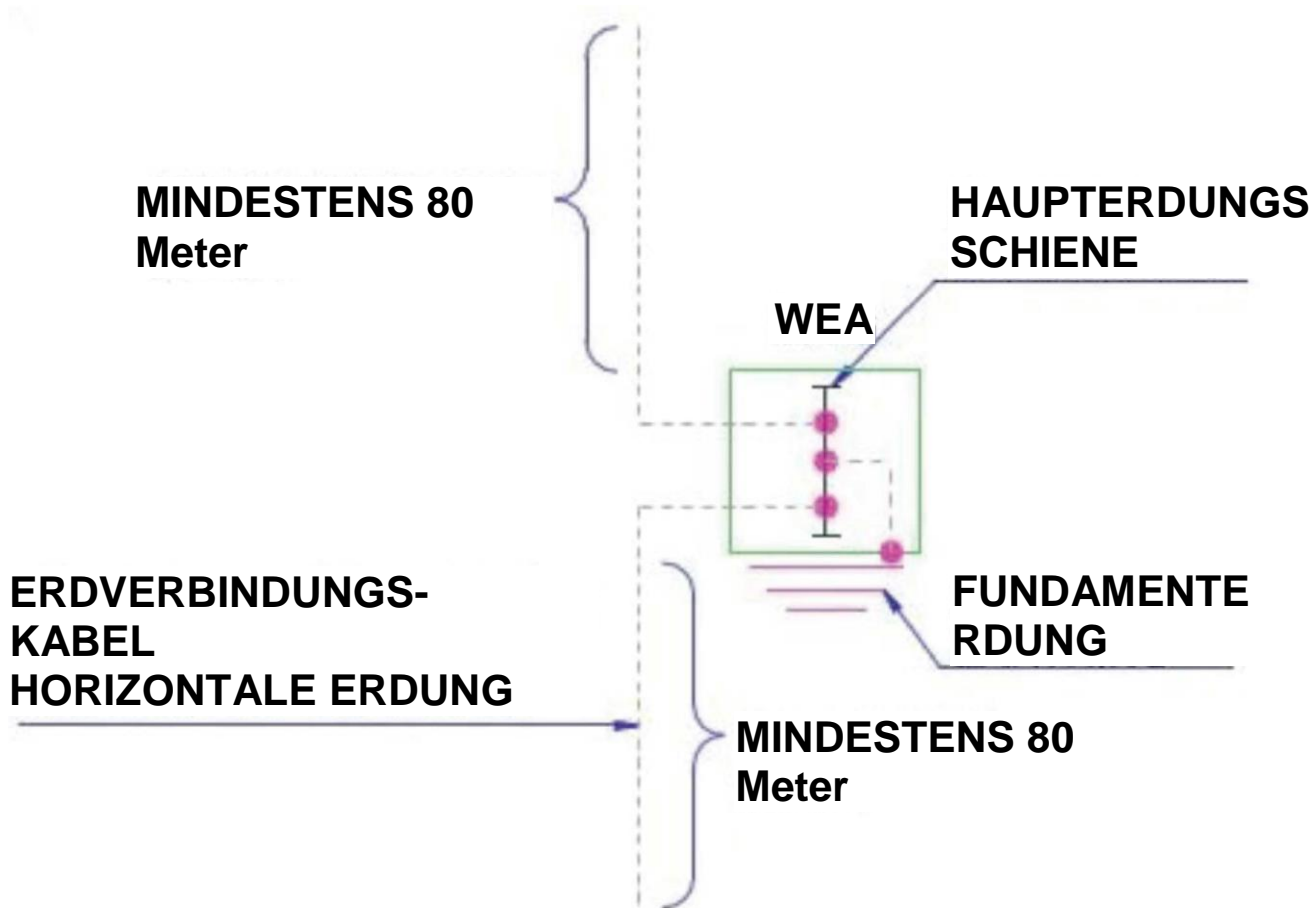 MINDESTENS 80
Meter
HAUPTERDUNGS
SCHIENE
WEA
ERDVERBINDUNGS-
KABEL
HORIZONTALE ERDUNG
FUNDAMENTE
RDUNG
MINDESTENS 80
Meter